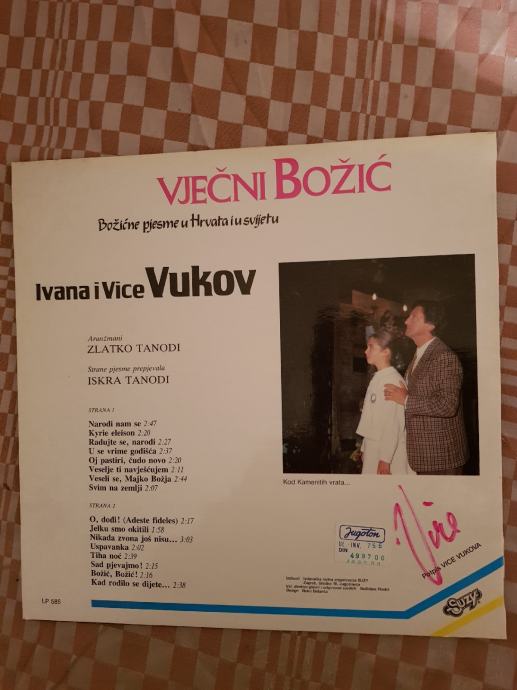 VJEČNI BOŽIĆ
Božićne pjesme u Hrvata i u svijetu
Ivana i Vice Vukov
Aranžmani
ZLATKO TANODI
Strane pjesme prepjevala
ISKRA TANODI
STRANA 1
Narodi nam se 2:47
Kyrie eleison 2:20
Radujte se, narodi 2:27
U se vrime godišća 2:37
Oj pastiri, čudo novo 2:20
Veselje ti navješćujem 2:11
Veseli se, Majko Božja 2:44
Svim na zemlji 2:07
STRANA 2
O, dođi! (Adeste fideles) 2:17
Jelku smo okitili 1:58
Nikada zvona još nisu... 3:03
Uspavanka 2:02
Tiha noć 2:39
Sad pjevajmo! 2:15
Božić, Božić! 2:16
Kad rodilo se dijete... 2:38
Kod Kamenitih vrata...
Jugoton
DIN
Vice
Potpis VICE VUKOVA
SUZY
LP 585